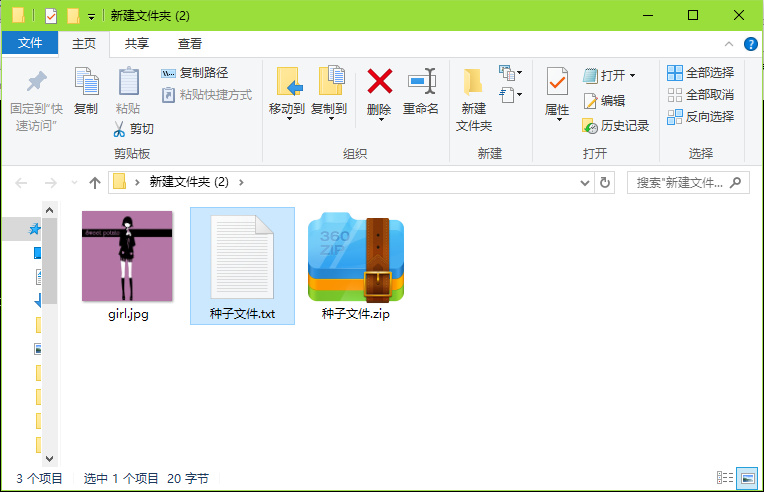 新建文件夹 (2)
文件 主页 共享 查看
固定到"快速访问"
复制
粘贴
复制路径
粘贴快捷方式
剪切
剪贴板
移动到 复制到 删除 重命名
组织
新建
文件夹
新建
属性
打开
编辑
历史记录
打开
全部选择
全部取消
反向选择
选择
新建文件夹 (2)
搜索"新建文件...
Sweet potato
360
ZIP
girl.jpg
种子文件.txt
种子文件.zip
3 个项目 选中 1 个项目 20 字节